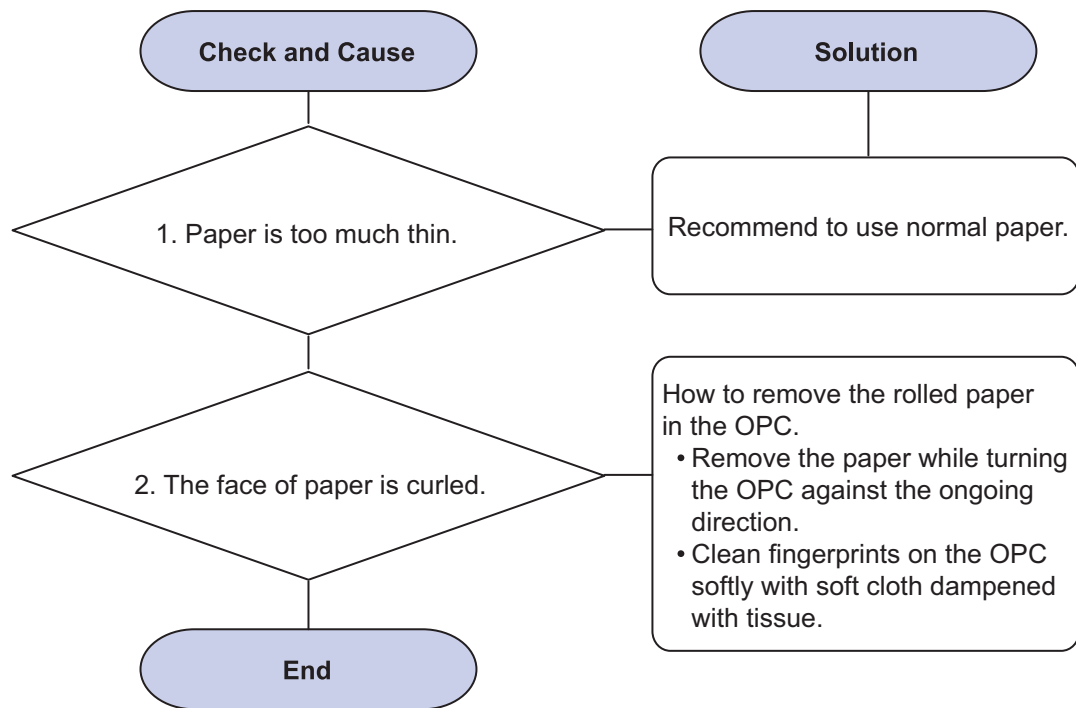 Check and Cause
Solution
1. Paper is too much thin.
Recommend to use normal paper.
2. The face of paper is curled.
How to remove the rolled paper
in the OPC.
• Remove the paper while turning
the OPC against the ongoing
direction.
• Clean fingerprints on the OPC
softly with soft cloth dampened
with tissue.
End